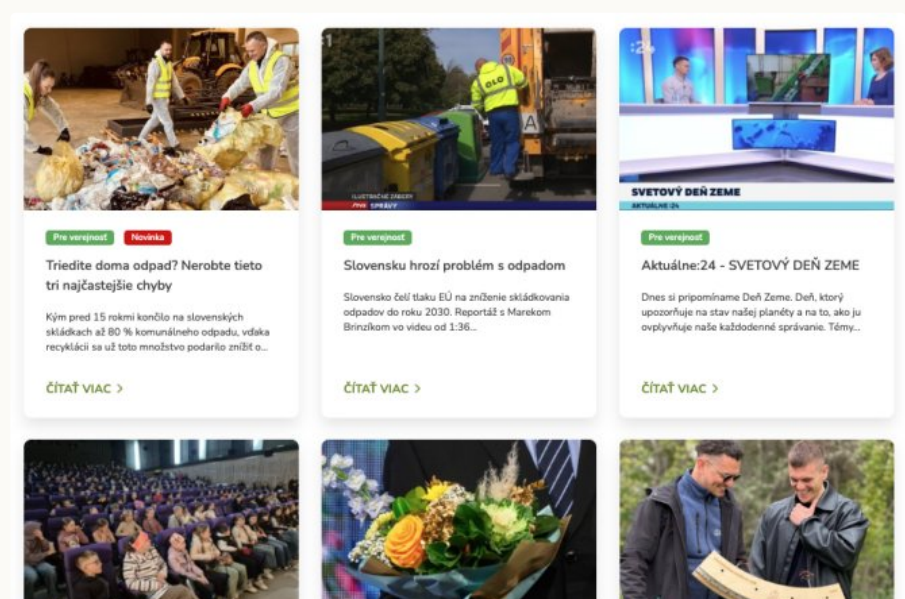 :24
OLO
A
ILUSTRAČNÉ ZÁBERY
SPRÁVY
SVETOVÝ DEŇ ZEME
AKTUÁLNE :24
Pre verejnosť
Novinka
Triedite doma odpad? Nerobte tieto
tri najčastejšie chyby
Kým pred 15 rokmi končilo na slovenských
skládkach až 80 % komunálneho odpadu, vďaka
recyklácii sa už toto množstvo podarilo znížiť o...
ČÍTAŤ VIAC >
Pre verejnosť
Slovensku hrozí problém s odpadom
Slovensko čelí tlaku EÚ na zníženie skládkovania
odpadov do roku 2030. Reportáž s Marekom
Brinzíkom vo videu od 1:36...
ČÍTAŤ VIAC >
Pre verejnosť
Aktuálne:24 - SVETOVÝ DEŇ ZEME
Dnes si pripomíname Deň Zeme. Deň, ktorý
upozorňuje na stav našej planéty a na to, ako ju
ovplyvňuje naše každodenné správanie. Témy...
ČÍTAŤ VIAC >